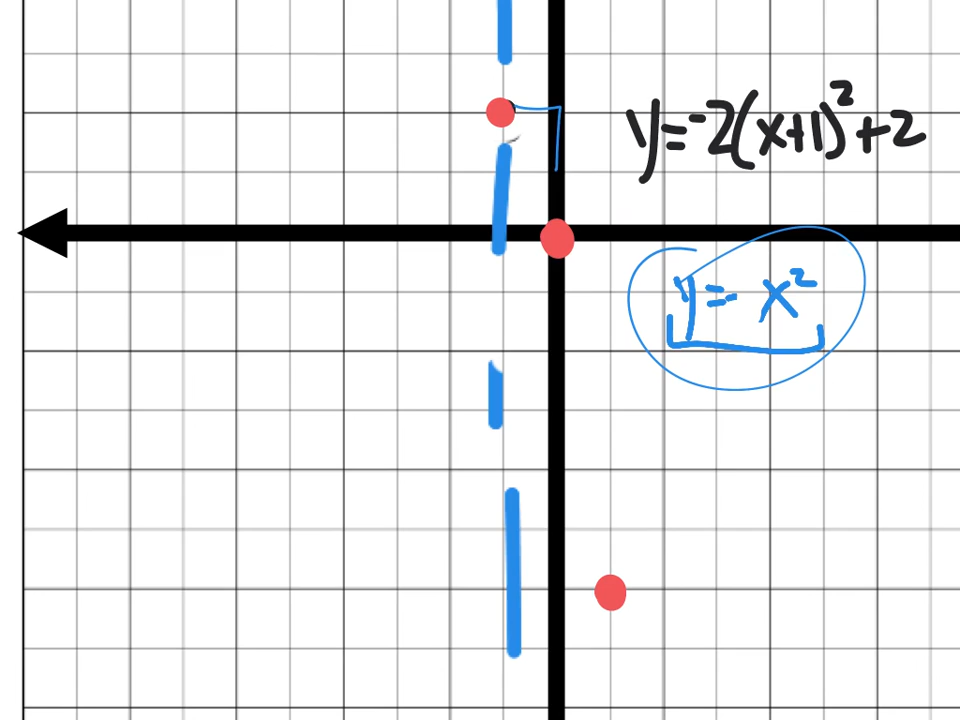 y=-2(x+1)²+2
y= x²